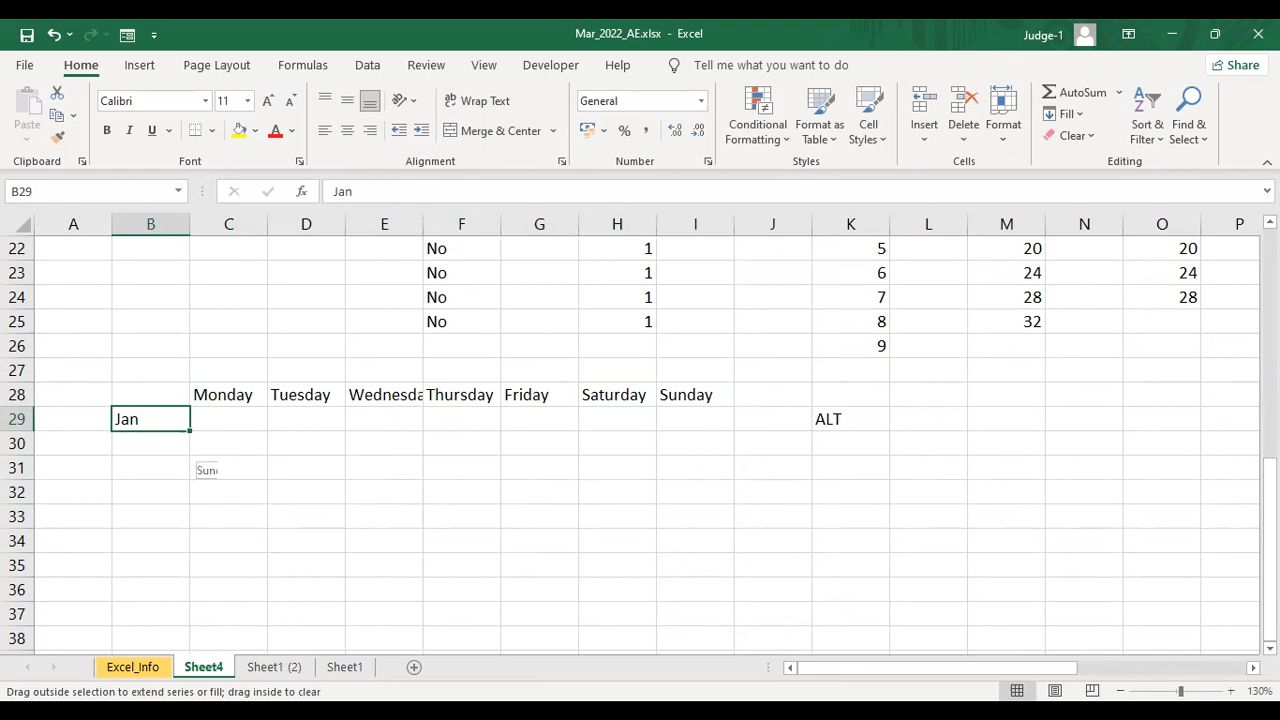 Mar_2022_AE.xlsx - Excel
Judge-1
File Home Insert Page Layout Formulas Data Review View Developer Help Tell me what you want to do Share
Calibri 11 Wrap Text General AutoSum
Paste B I U Merge & Center % , Conditional Formatting Format as Table Cell Styles Insert Delete Format Fill Clear Sort & Filter Find & Select
Clipboard Font Alignment Number Styles Cells Editing
B29 fx Jan
A B C D E F G H I J K L M N O P
22 No 1 5 20 20
23 No 1 6 24 24
24 No 1 7 28 28
25 No 1 8 32
26 9
27
28 Monday Tuesday Wednesda Thursday Friday Saturday Sunday
29 Jan ALT
30
31 Sun
32
33
34
35
36
37
38
Excel_Info Sheet4 Sheet1 (2) Sheet1
Drag outside selection to extend series or fill; drag inside to clear 130%